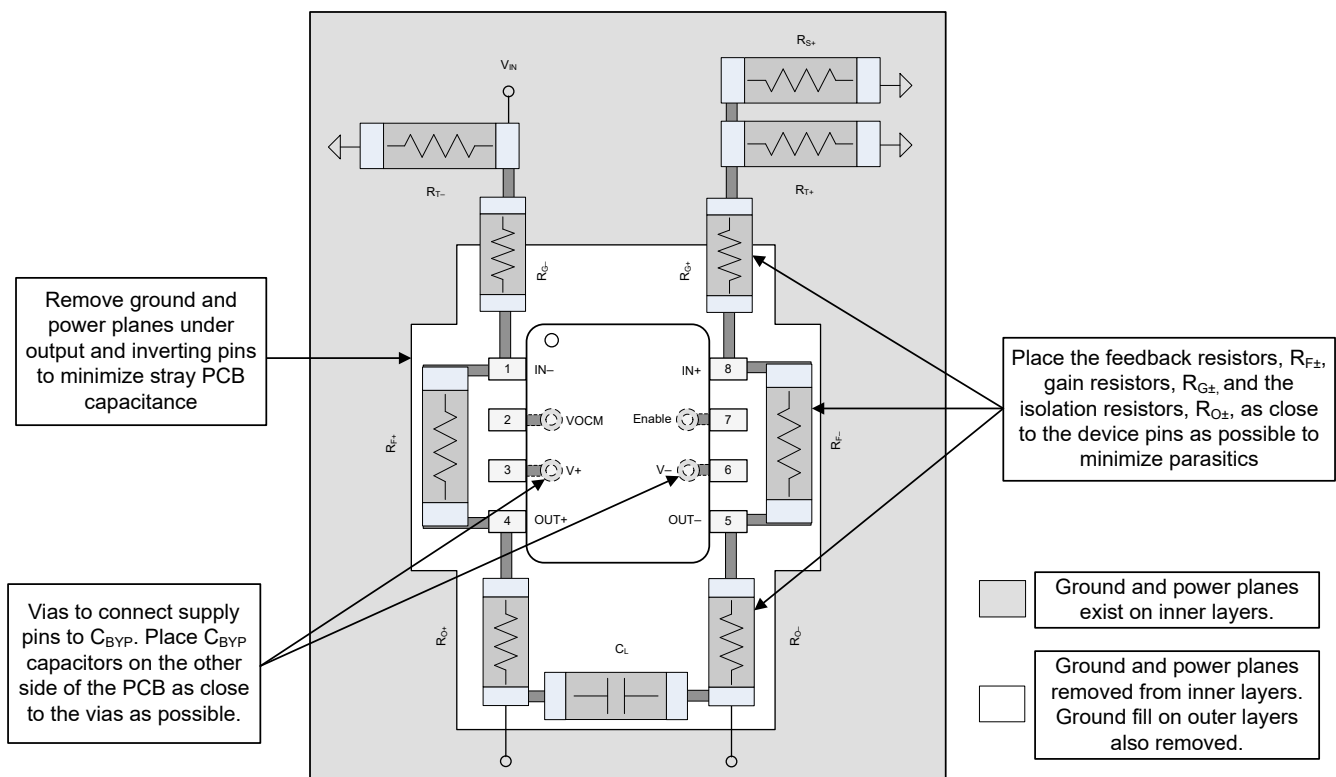 RS+
VIN
RT–
RT+
RG–
RG+
Remove ground and
power planes under
output and inverting pins
to minimize stray PCB
capacitance
Place the feedback resistors, RF±,
gain resistors, RG±, and the
isolation resistors, RO±, as close
to the device pins as possible to
minimize parasitics
1 IN– IN+ 8
2 VOCM Enable 7
RF+
RF–
3 V+ V– 6
4 OUT+ OUT– 5
Vias to connect supply
pins to CBYP. Place CBYP
capacitors on the other
side of the PCB as close
to the vias as possible.
RO+
RO–
CL
Ground and power planes
exist on inner layers.
Ground and power planes
removed from inner layers.
Ground fill on outer layers
also removed.